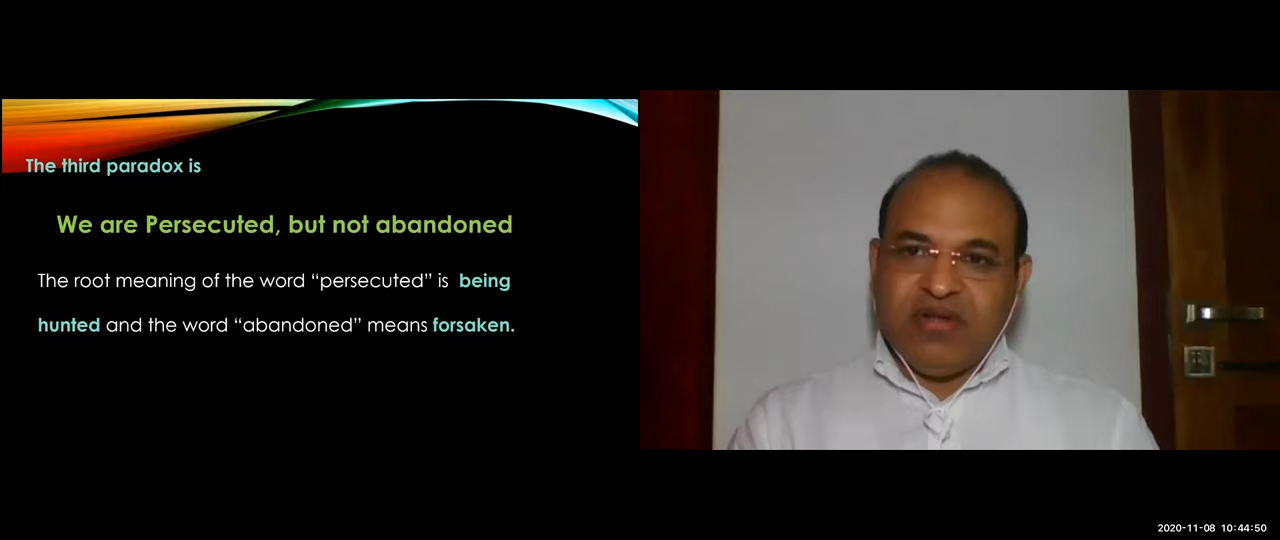 The third paradox is
We are Persecuted, but not abandoned
The root meaning of the word “persecuted” is being
hunted and the word “abandoned” means forsaken.
2020-11-08 10:44:50